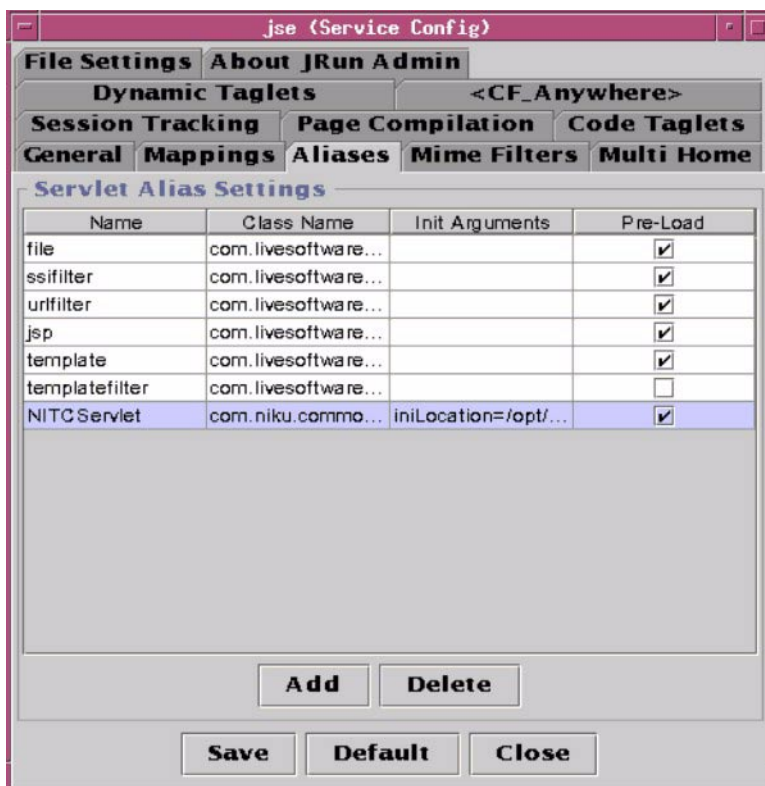 jse (Service Config)
File Settings About JRun Admin
Dynamic Taglets <CF_Anywhere>
Session Tracking Page Compilation Code Taglets
General Mappings Aliases Mime Filters Multi Home
Servlet Alias Settings
Name Class Name Init Arguments Pre-Load
file com.livesoftware...
ssifilter com.livesoftware...
urlfilter com.livesoftware...
jsp com.livesoftware...
template com.livesoftware...
templatefilter com.livesoftware...
NITCServlet com.niku.commo... iniLocation=/opt/...
Add Delete
Save Default Close